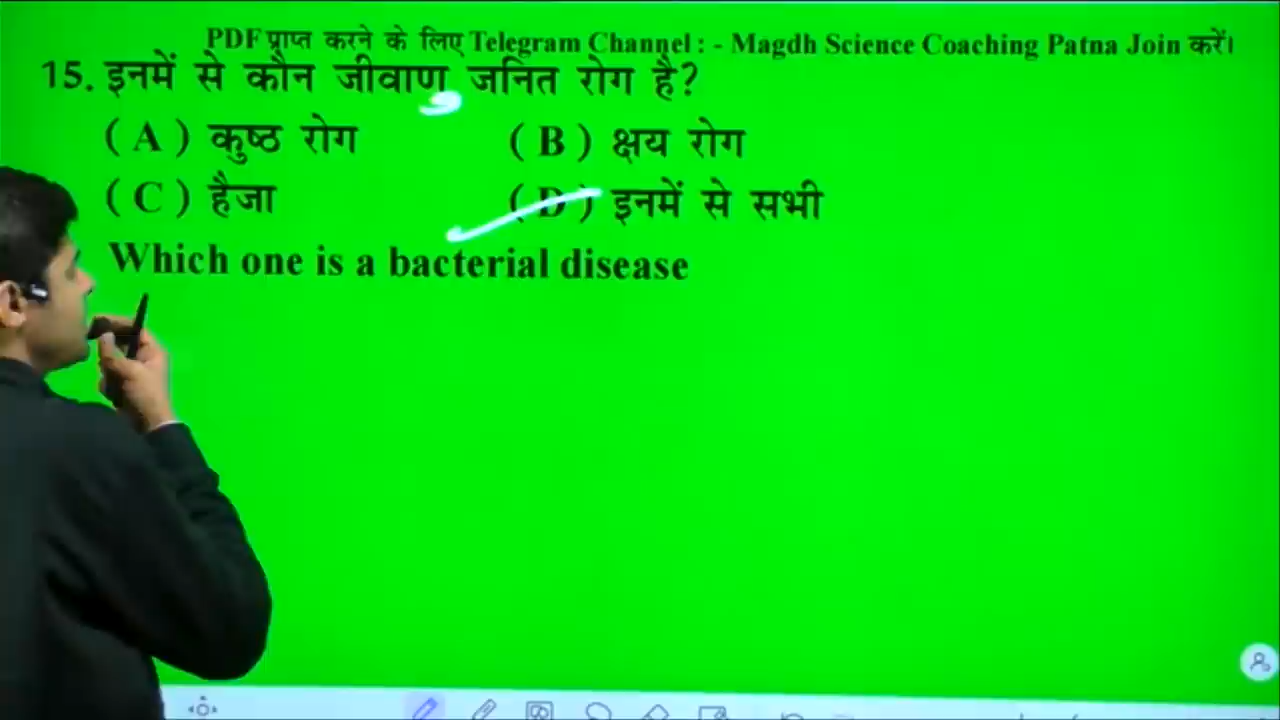 PDF प्राप्त करने के लिए Telegram Channel : - Magdh Science Coaching Patna Join करें।
15. इनमें से कौन जीवाणु जनित रोग है?
( A ) कुष्ठ रोग ( B ) क्षय रोग
( C ) हैजा ( D ) इनमें से सभी
Which one is a bacterial disease